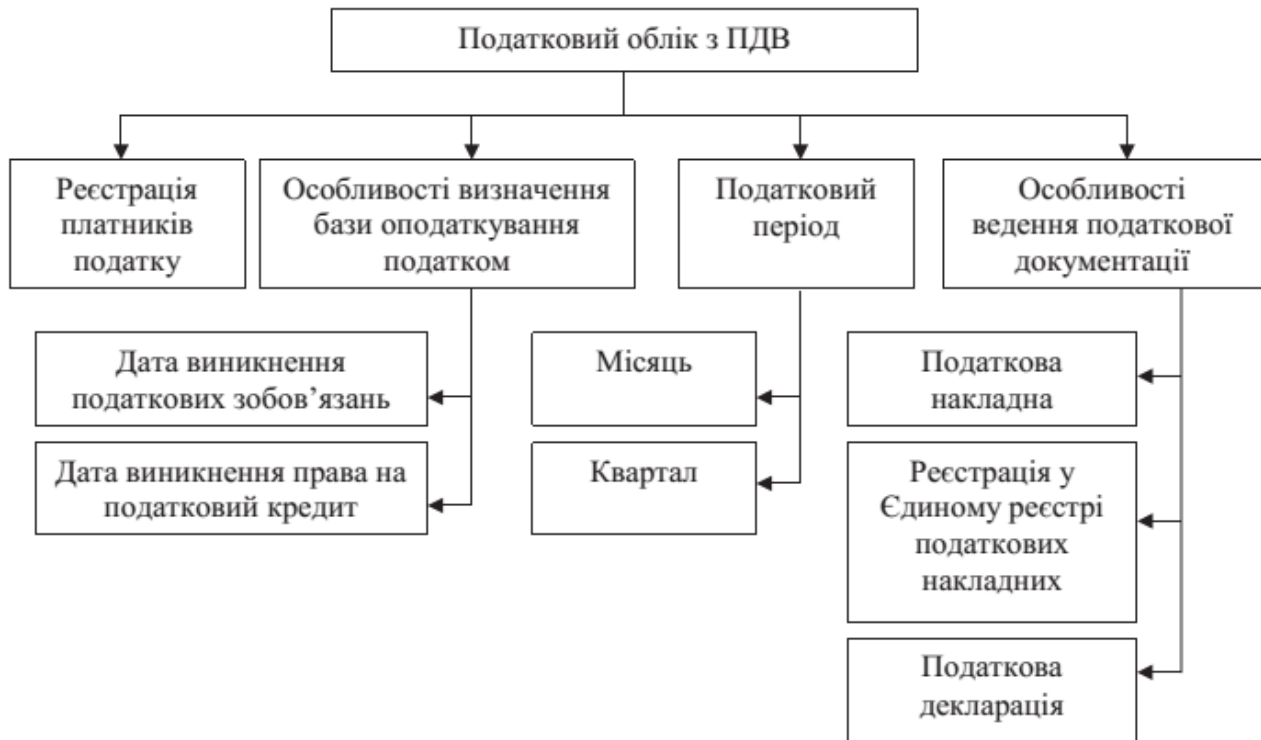 Податковий облік з ПДВ
Реєстрація
платників
податку
Особливості визначення
бази оподаткування
податком
Податковий
період
Особливості
ведення податкової
документації
Дата виникнення
податкових зобов’язань
Дата виникнення права на
податковий кредит
Місяць
Квартал
Податкова
накладна
Реєстрація у
Єдиному реєстрі
податкових
накладних
Податкова
декларація